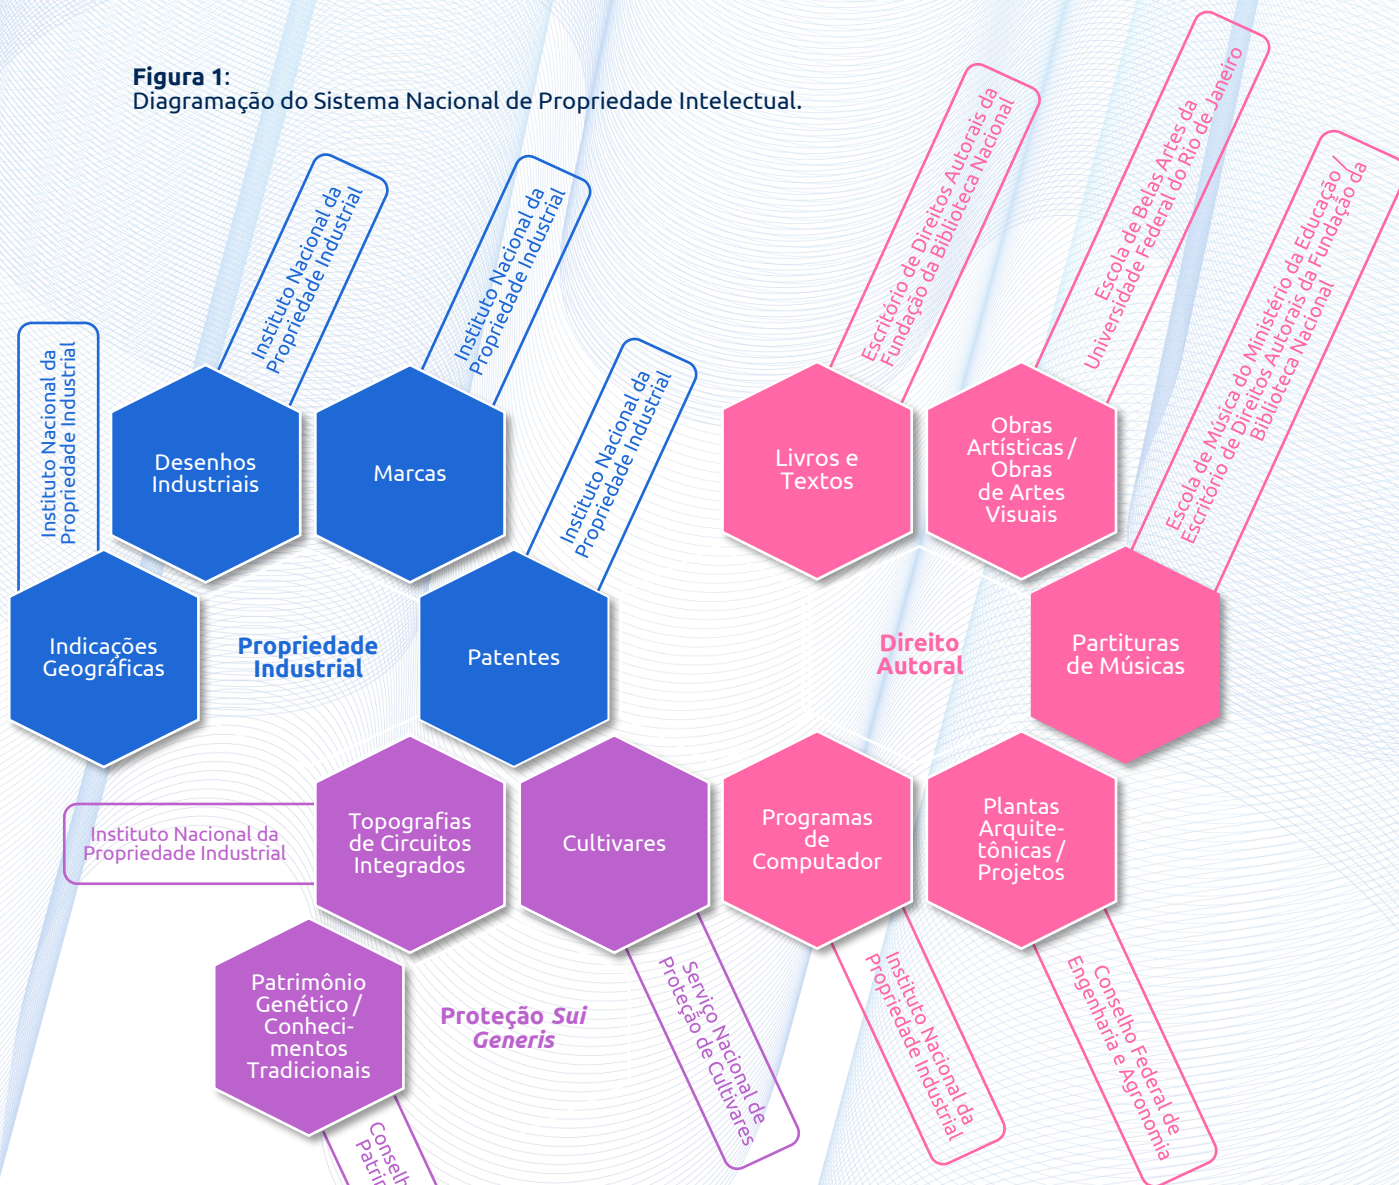 Figura 1:
Diagramação do Sistema Nacional de Propriedade Intelectual.
Instituto Nacional da
Propriedade Industrial
Instituto Nacional da
Propriedade Industrial
Instituto Nacional da
Propriedade Industrial
Instituto Nacional da
Propriedade Industrial
Desenhos
Industriais
Marcas
Indicações
Geográficas
Propriedade
Industrial
Patentes
Escritório de Direitos Autorais da
Fundação da Biblioteca Nacional
Escola de Belas Artes da
Universidade Federal do Rio de Janeiro
Escola de Música do Ministério da Educação /
Escritório de Direitos Autorais da Fundação da
Biblioteca Nacional
Livros e
Textos
Obras
Artísticas /
Obras
de Artes
Visuais
Direito
Autoral
Partituras
de Músicas
Instituto Nacional da
Propriedade Industrial
Topografias
de Circuitos
Integrados
Cultivares
Programas
de
Computador
Plantas
Arquite-
tônicas /
Projetos
Patrimônio
Genético /
Conheci-
mentos
Tradicionais
Proteção Sui
Generis
Serviço Nacional de
Proteção de Cultivares
Instituto Nacional da
Propriedade Industrial
Conselho Federal de
Engenharia e Agronomia